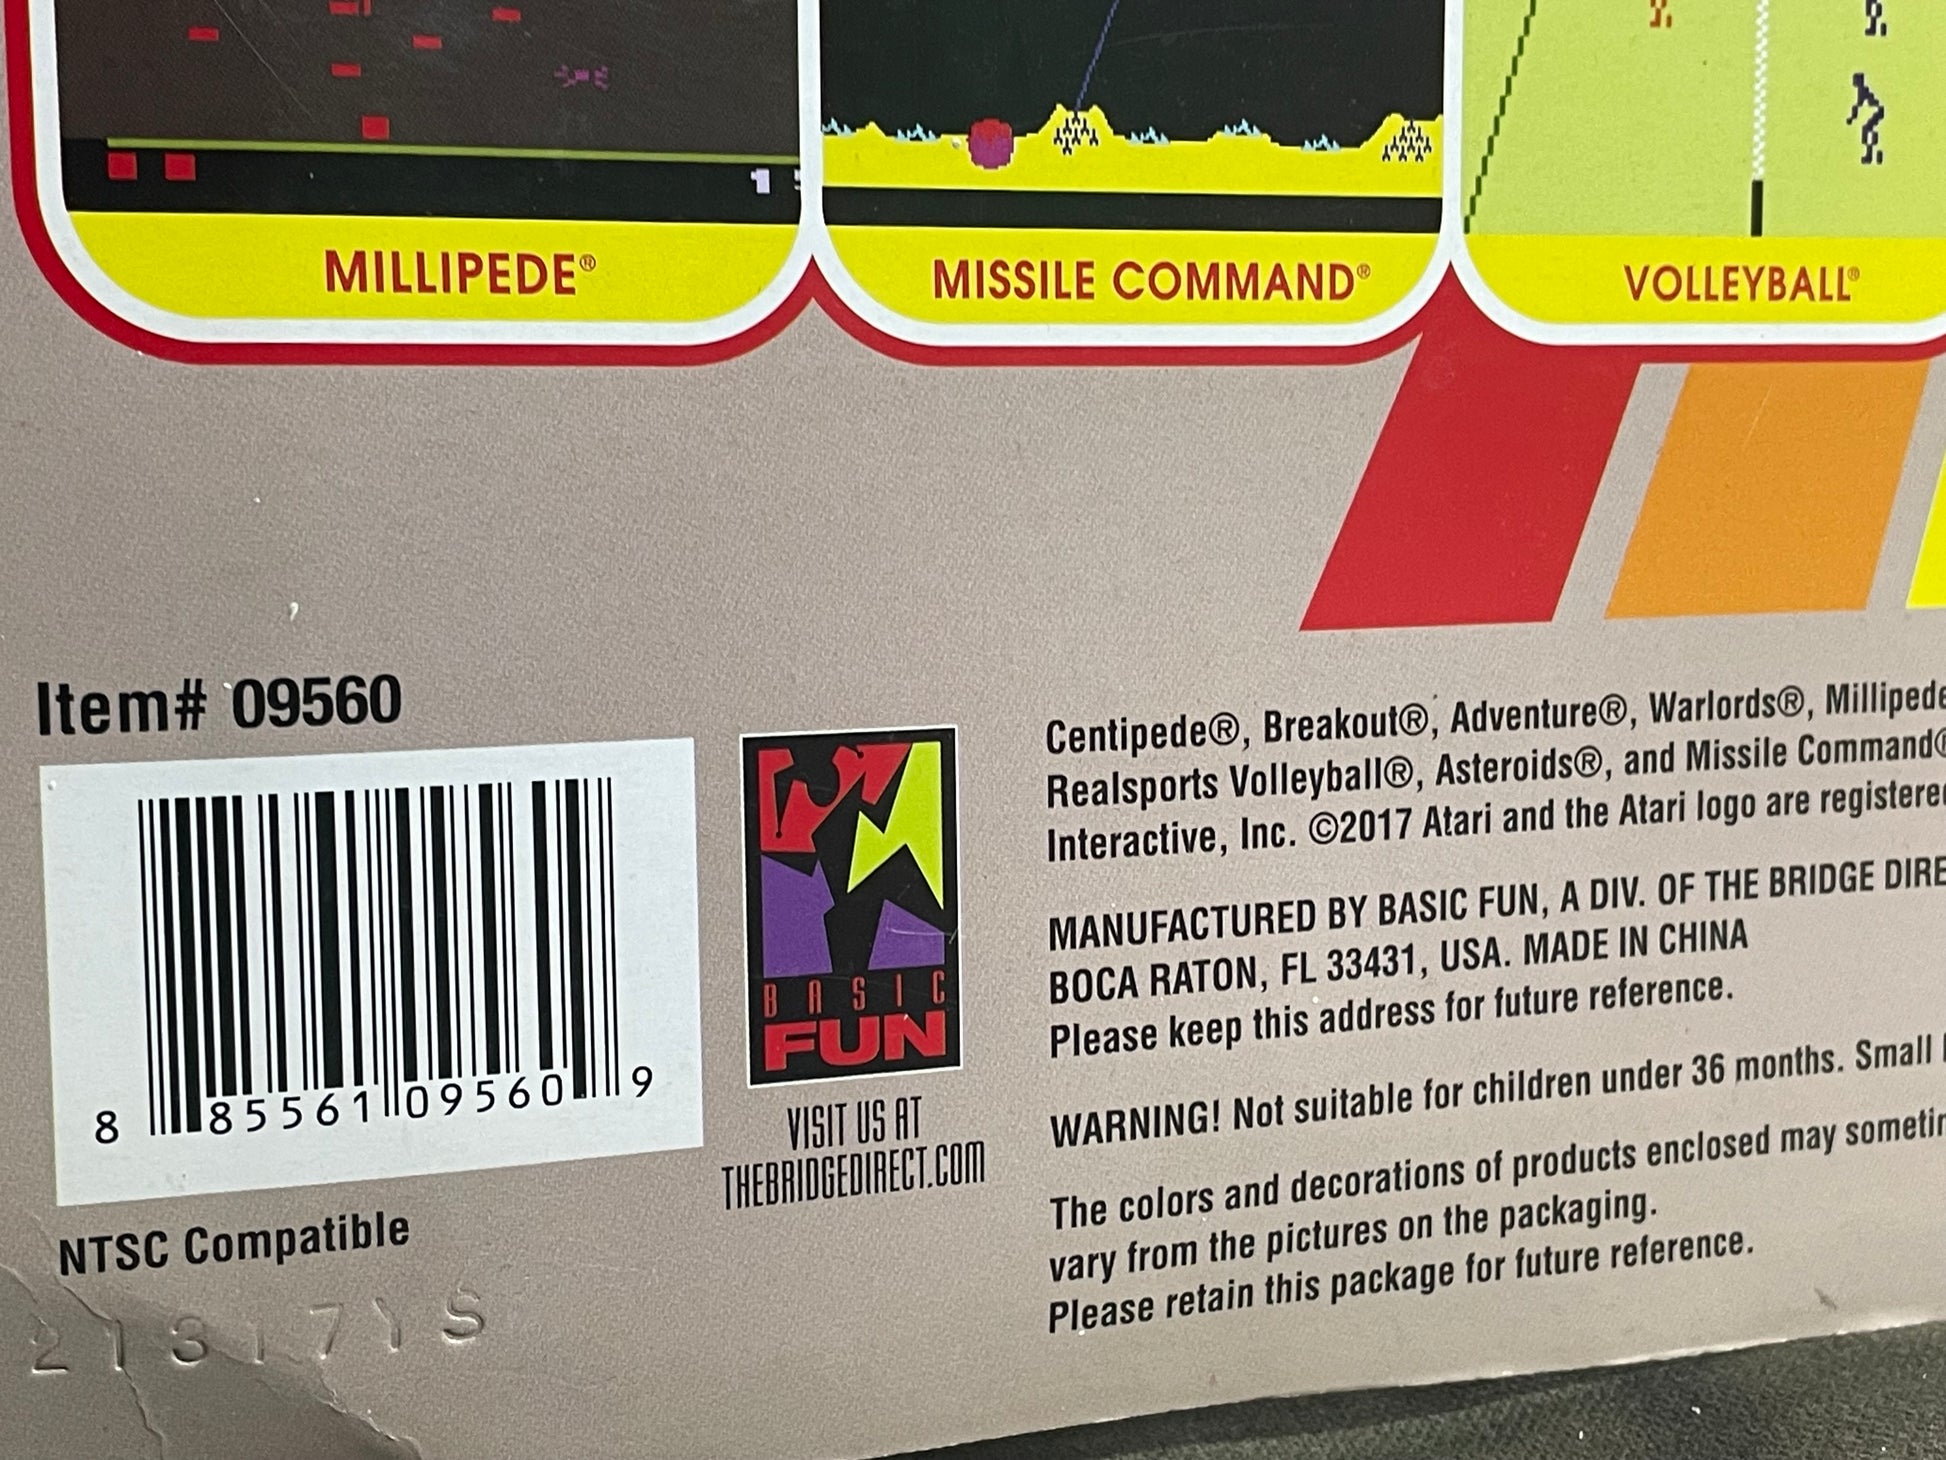 1
MILLIPEDE®
MISSILE COMMAND®
VOLLEYBALL®
Item# 09560
8 85561 09560 9
NTSC Compatible
21317YS
BASIC
FUN
VISIT US AT
THEBRIDGEDIRECT.COM
Centipede®, Breakout®, Adventure®, Warlords®, Millipede
Realsports Volleyball®, Asteroids®, and Missile Command®
Interactive, Inc. ©2017 Atari and the Atari logo are registere
MANUFACTURED BY BASIC FUN, A DIV. OF THE BRIDGE DIRE
BOCA RATON, FL 33431, USA. MADE IN CHINA
Please keep this address for future reference.
WARNING! Not suitable for children under 36 months. Small
The colors and decorations of products enclosed may sometim
vary from the pictures on the packaging.
Please retain this package for future reference.